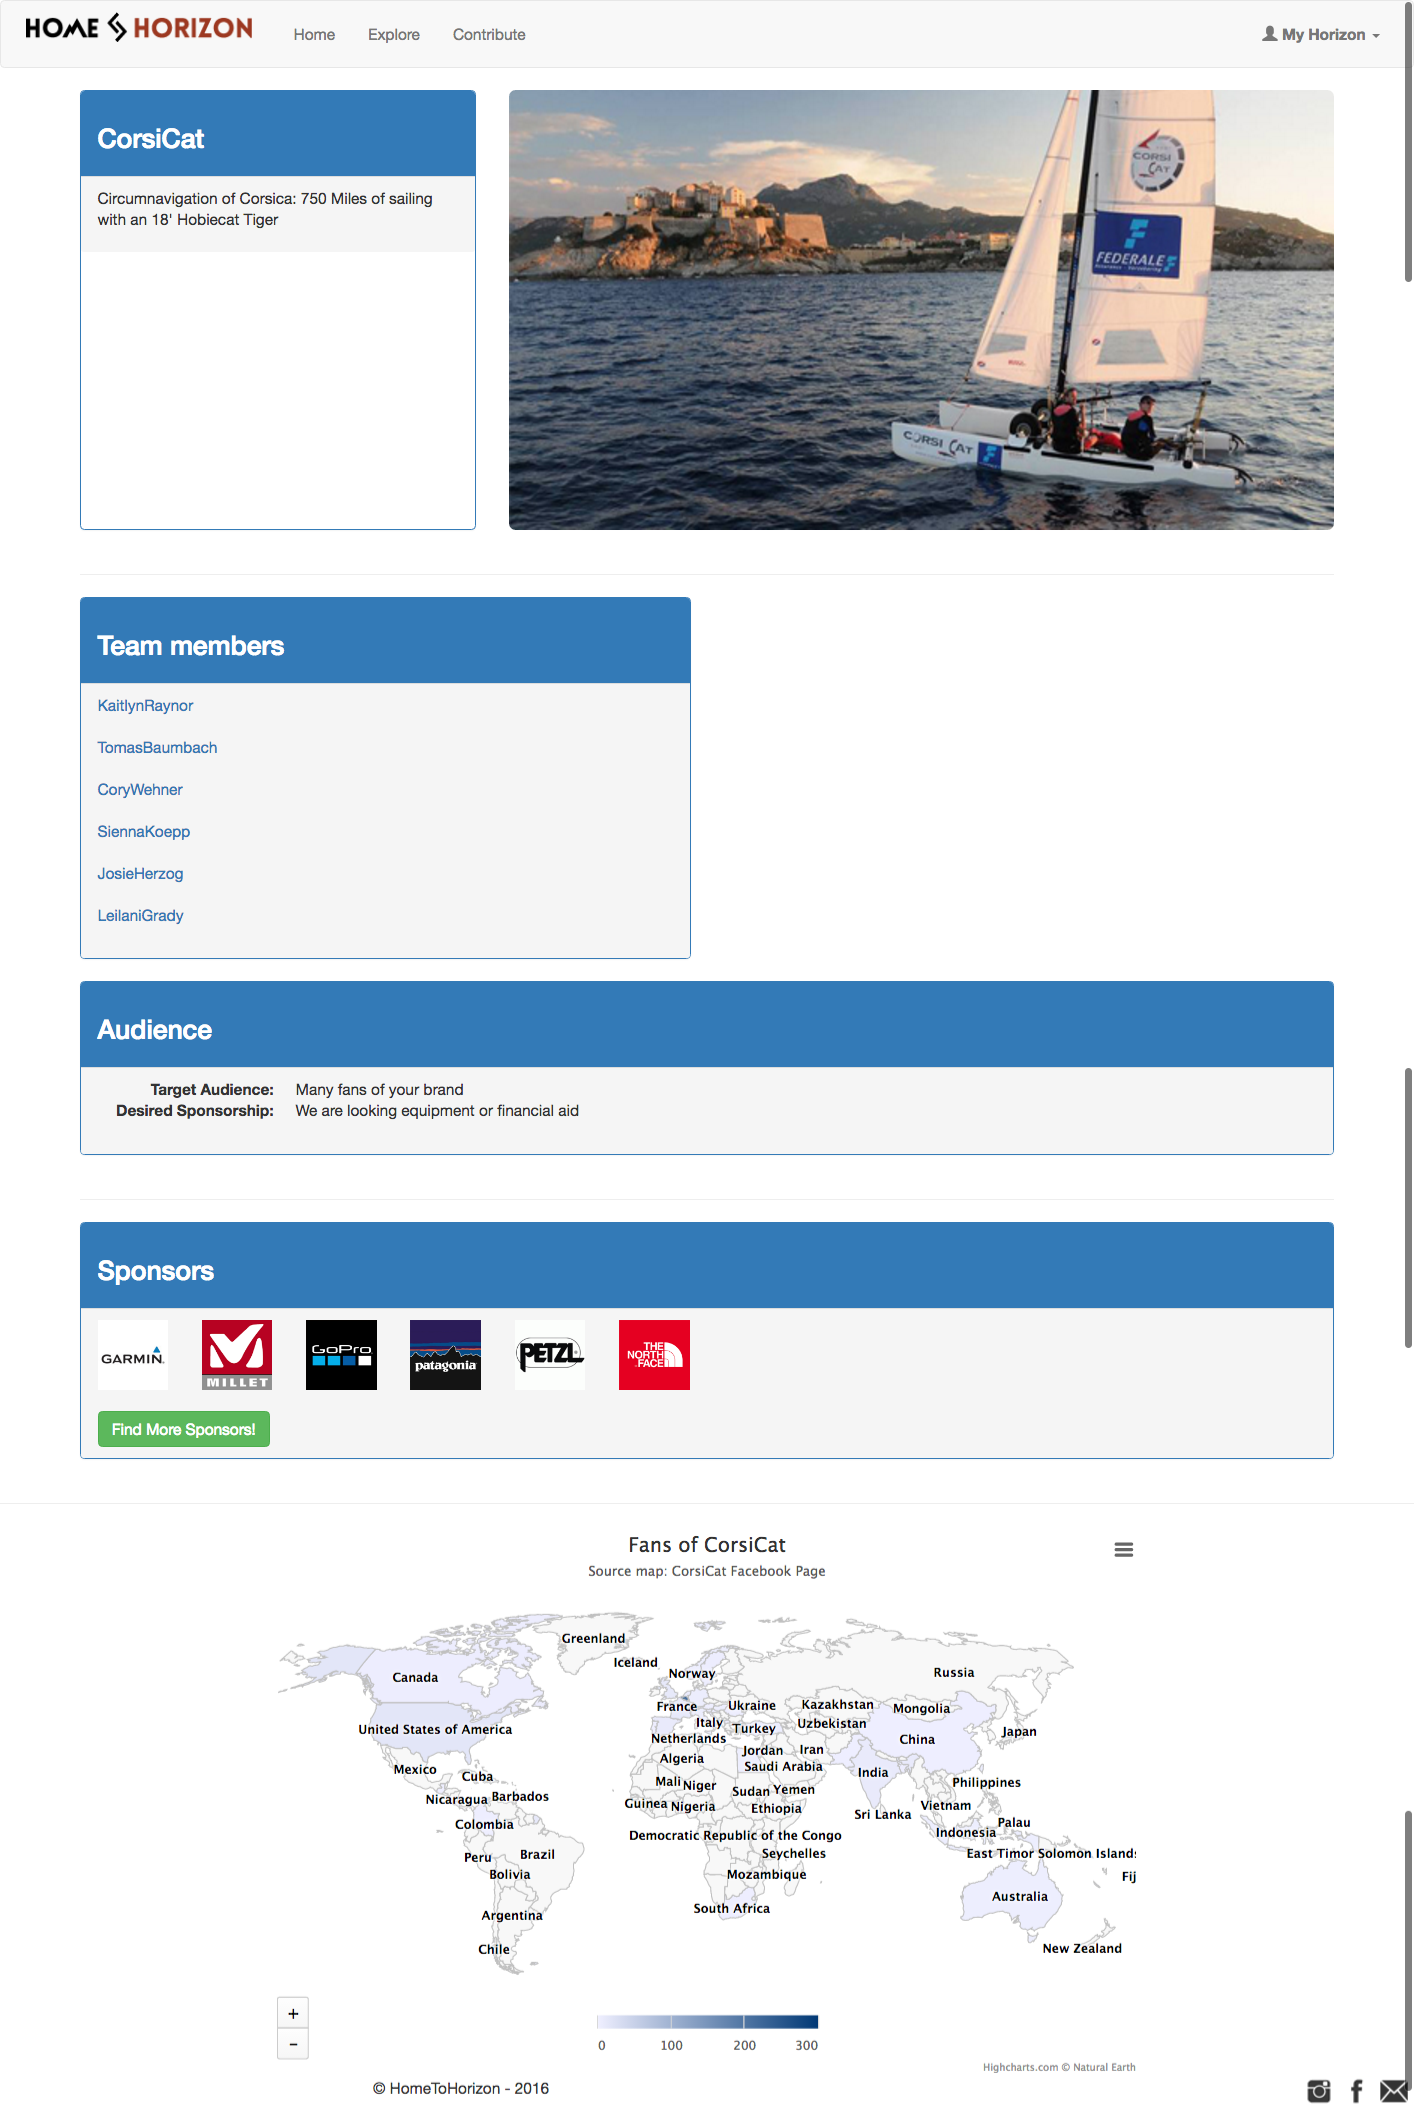 HOME HORIZON
Home
Explore
Contribute
My Horizon
CorsiCat
Circumnavigation of Corsica: 750 Miles of sailing
with an 18' Hobiecat Tiger
CORSI
CAT
FEDERALE
CORSI CAT
Team members
KaitlynRaynor
TomasBaumbach
CoryWehner
SiennaKoepp
JosieHerzog
LeilaniGrady
Audience
Target Audience: Many fans of your brand
Desired Sponsorship: We are looking equipment or financial aid
Sponsors
GARMIN
MILLET
GoPro
patagonia
PETZL
THE
NORTH
FACE
Find More Sponsors!
Fans of CorsiCat
Source map: CorsiCat Facebook Page
Greenland
Iceland
Norway
Russia
Canada
France
Ukraine
Kazakhstan
Mongolia
United States of America
Italy
Turkey
Uzbekistan
China
Japan
Netherlands
Algeria
Jordan
Iran
Saudi Arabia
Mexico
Cuba
India
Mali
Niger
Sudan
Yemen
Philippines
Nicaragua
Barbados
Guinea
Nigeria
Ethiopia
Sri Lanka
Vietnam
Colombia
Palau
Democratic Republic of the Congo
Indonesia
Peru
Brazil
Seychelles
East Timor
Solomon Islands
Bolivia
Mozambique
Fij
Australia
South Africa
Argentina
Chile
New Zealand
+
-
0 100 200 300
Highcharts.com © Natural Earth
© HomeToHorizon - 2016